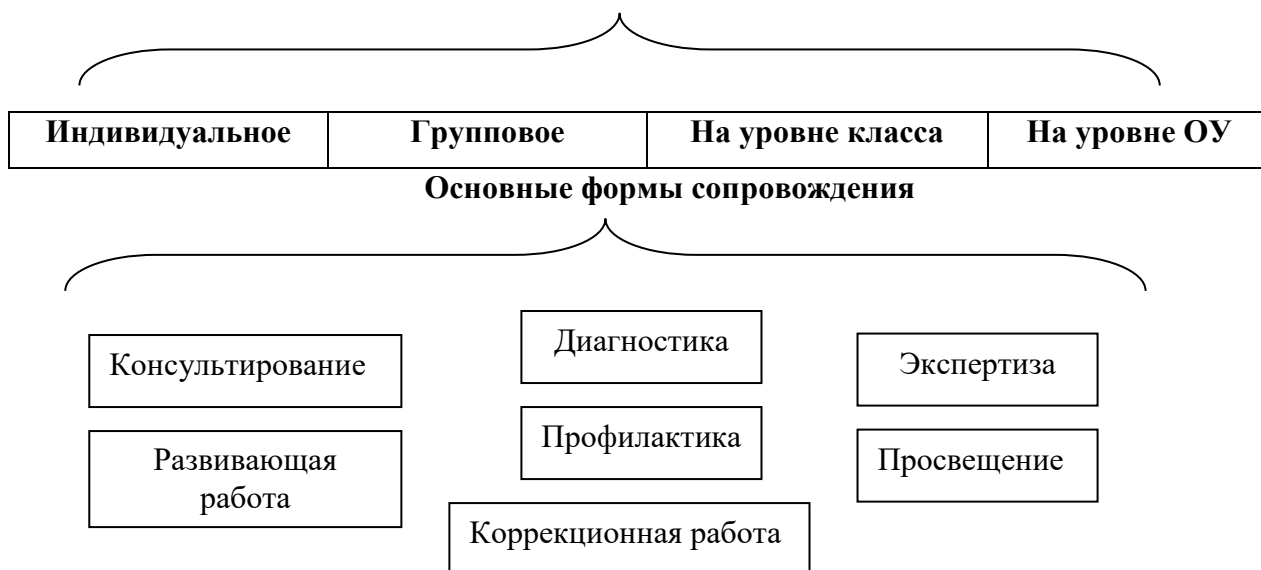 Индивидуальное Групповое На уровне класса На уровне ОУ
Основные формы сопровождения
Консультирование
Диагностика
Экспертиза
Развивающая
работа
Профилактика
Просвещение
Коррекционная работа